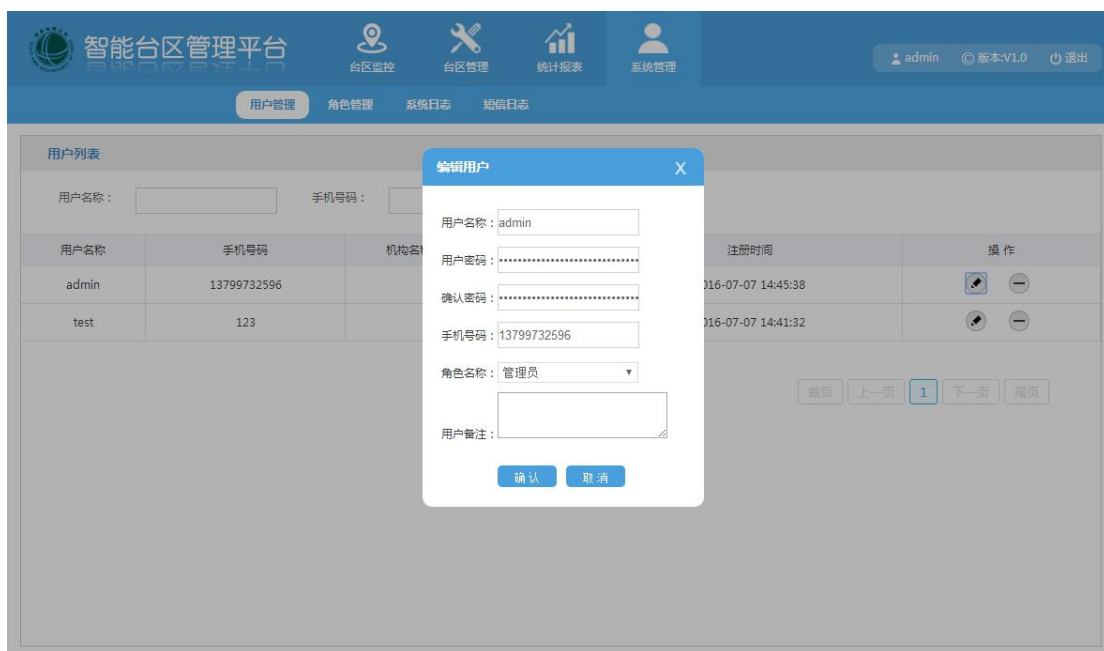 智能台区管理平台
台区监控 台区管理 统计报表 系统管理
admin © 版本:V1.0 退出
用户管理 角色管理 系统日志 短信日志
用户列表
编辑用户 X
用户名称： 手机号码：
用户名称：admin
用户名称 手机号码 机构名 注册时间 操 作
用户密码：
admin 13799732596 016-07-07 14:45:38
确认密码：
test 123 016-07-07 14:41:32
手机号码：13799732596
角色名称：管理员
首页 上一页 1 下一页 尾页
用户备注：
确 认 取 消